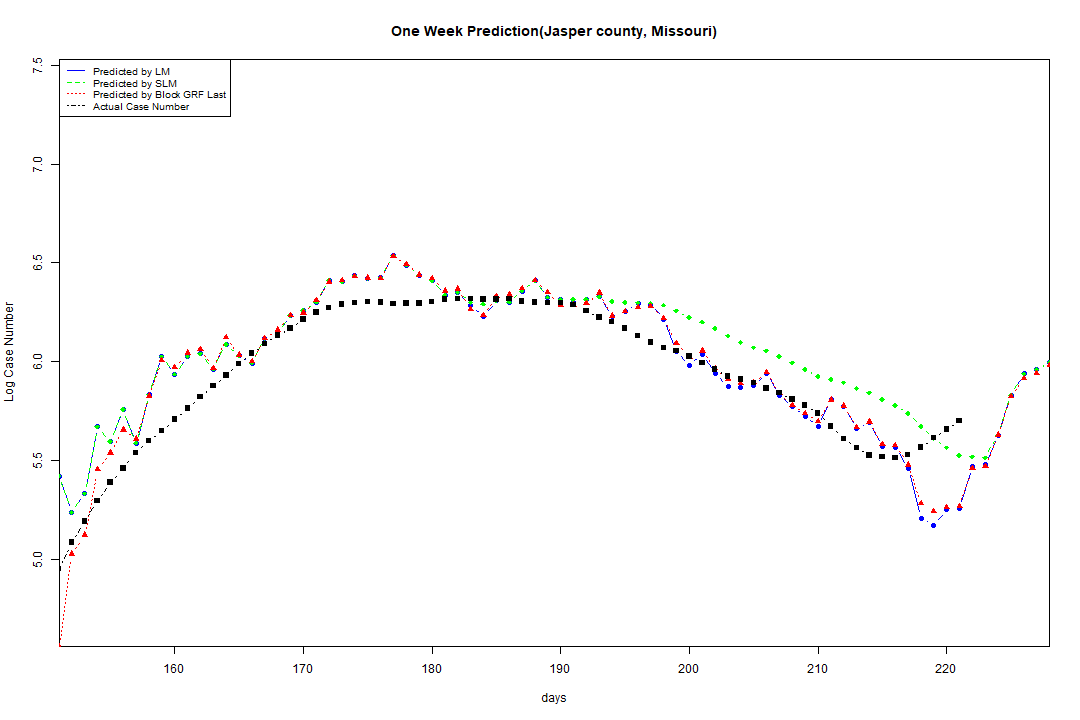 One Week Prediction(Jasper county, Missouri)
Predicted by LM
Predicted by SLM
Predicted by Block GRF Last
Actual Case Number
7.5
7.0
6.5
6.0
5.5
5.0
Log Case Number
160 170 180 190 200 210 220
days